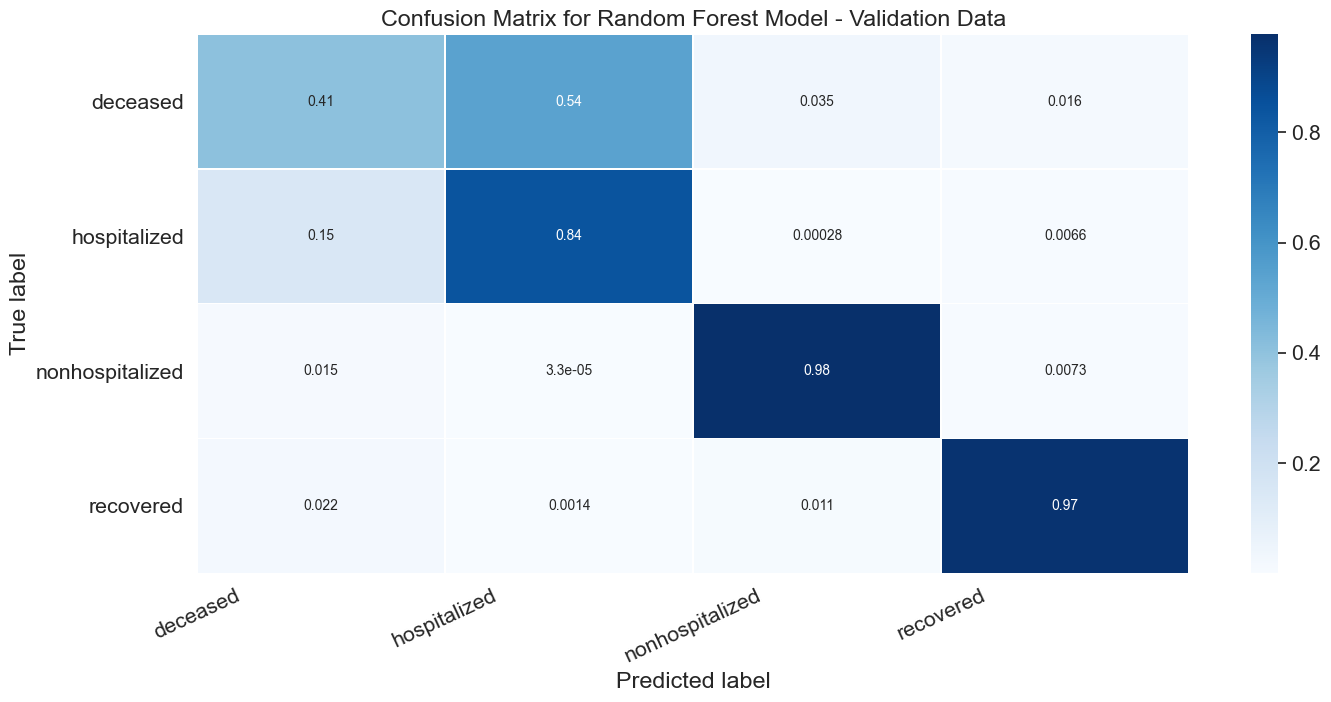 Confusion Matrix for Random Forest Model - Validation Data
True label
deceased 0.41 0.54 0.035 0.016
hospitalized 0.15 0.84 0.00028 0.0066
nonhospitalized 0.015 3.3e-05 0.98 0.0073
recovered 0.022 0.0014 0.011 0.97
deceased hospitalized nonhospitalized recovered
Predicted label
0.8
0.6
0.4
0.2